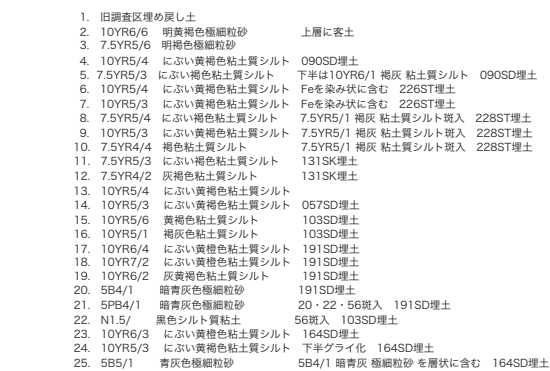 1. 旧調査区埋め戻し土
2. 10YR6/6 明黄褐色極細粒砂 上層に客土
3. 7.5YR5/6 明褐色極細粒砂
4. 10YR5/4 にぶい黄褐色粘土質シルト 090SD埋土
5. 7.5YR5/3 にぶい褐色粘土質シルト 下半は10YR6/1 褐灰 粘土質シルト 090SD埋土
6. 10YR5/4 にぶい黄褐色粘土質シルト Feを染み状に含む 226ST埋土
7. 10YR5/3 にぶい黄褐色粘土質シルト Feを染み状に含む 226ST埋土
8. 7.5YR5/4 にぶい褐色粘土質シルト 7.5YR5/1 褐灰 粘土質シルト斑入 228ST埋土
9. 10YR5/3 にぶい黄褐色粘土質シルト 7.5YR5/1 褐灰 粘土質シルト斑入 228ST埋土
10. 7.5YR4/4 褐色粘土質シルト 7.5YR5/1 褐灰 粘土質シルト斑入 228ST埋土
11. 7.5YR5/3 にぶい褐色粘土質シルト 131SK埋土
12. 7.5YR4/2 灰褐色粘土質シルト 131SK埋土
13. 10YR5/4 にぶい黄褐色粘土質シルト
14. 10YR5/3 にぶい黄褐色粘土質シルト 057SD埋土
15. 10YR5/6 黄褐色粘土質シルト 103SD埋土
16. 10YR5/1 褐灰色粘土質シルト 103SD埋土
17. 10YR6/4 にぶい黄橙色粘土質シルト 191SD埋土
18. 10YR7/2 にぶい黄橙色粘土質シルト 191SD埋土
19. 10YR6/2 灰黄褐色粘土質シルト 191SD埋土
20. 5B4/1 暗青灰色極細粒砂 191SD埋土
21. 5PB4/1 暗青灰色極細粒砂 20・22・56斑入 191SD埋土
22. N1.5/ 黒色シルト質粘土 56斑入 103SD埋土
23. 10YR6/3 にぶい黄橙色粘土質シルト 164SD埋土
24. 10YR5/3 にぶい黄褐色粘土質シルト 下半グライ化 164SD埋土
25. 5B5/1 青灰色極細粒砂 5B4/1 暗青灰 極細粒砂 を層状に含む 164SD埋土